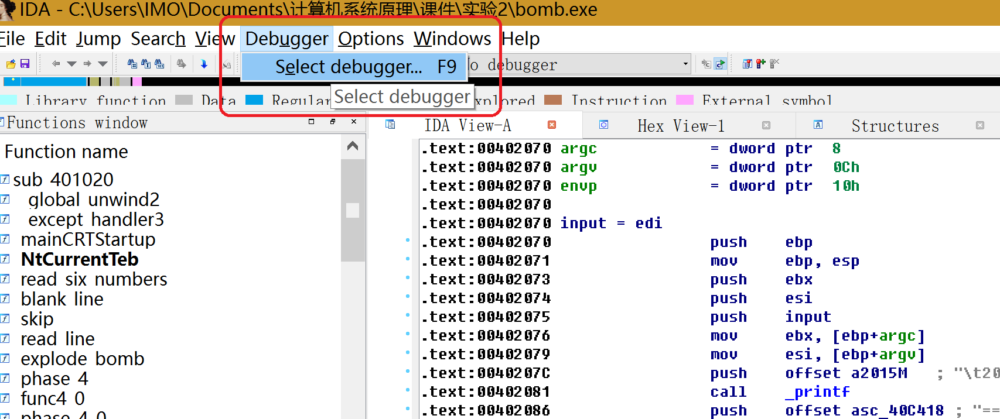 IDA - C:\Users\IMO\Documents\计算机系统原理\课件\实验2\bomb.exe
File Edit Jump Search View Debugger Options Windows Help
Select debugger... F9
debugger
Select debugger
Library function Data Regular Instruction External symbol
Functions window
IDA View-A Hex View-1 Structures
Function name
sub 401020
global unwind2
except handler3
mainCRTStartup
NtCurrentTeb
read six numbers
blank line
skip
read line
explode bomb
phase 4
func4 0
phase 4 0
.text:00402070 argc = dword ptr 8
.text:00402070 argv = dword ptr 0Ch
.text:00402070 envp = dword ptr 10h
.text:00402070
.text:00402070 input = edi
.text:00402070 push ebp
.text:00402071 mov ebp, esp
.text:00402073 push ebx
.text:00402074 push esi
.text:00402075 push input
.text:00402076 mov ebx, [ebp+argc]
.text:00402079 mov esi, [ebp+argv]
.text:0040207C push offset a2015M ; "\t20
.text:00402081 call _printf
.text:00402086 push offset asc_40C418 ; "==